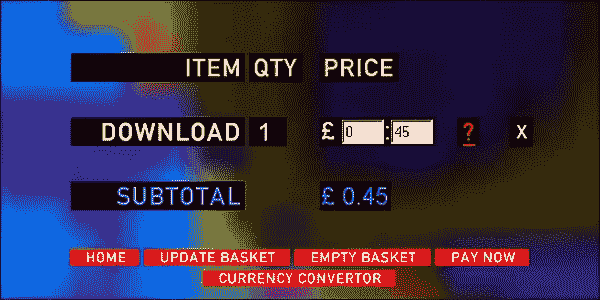 ITEM QTY PRICE
DOWNLOAD 1 £ 0 : 45 ? X
SUBTOTAL £ 0.45
HOME UPDATE BASKET EMPTY BASKET PAY NOW
CURRENCY CONVERTOR